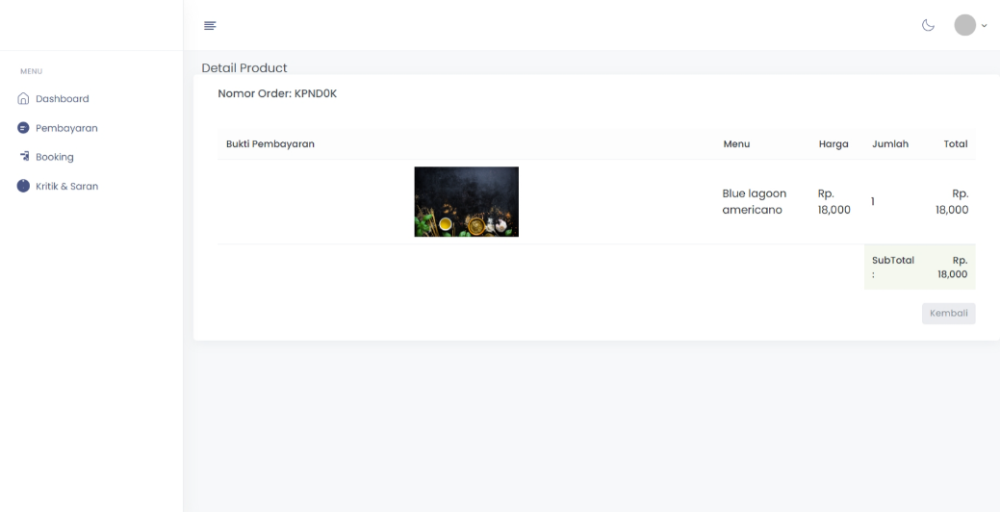 MENU
Dashboard
Pembayaran
Booking
Kritik & Saran
Detail Product
Nomor Order: KPND0K
Bukti Pembayaran Menu Harga Jumlah Total
Blue lagoon
americano
Rp.
18,000
1
Rp.
18,000
SubTotal
:
Rp.
18,000
Kembali